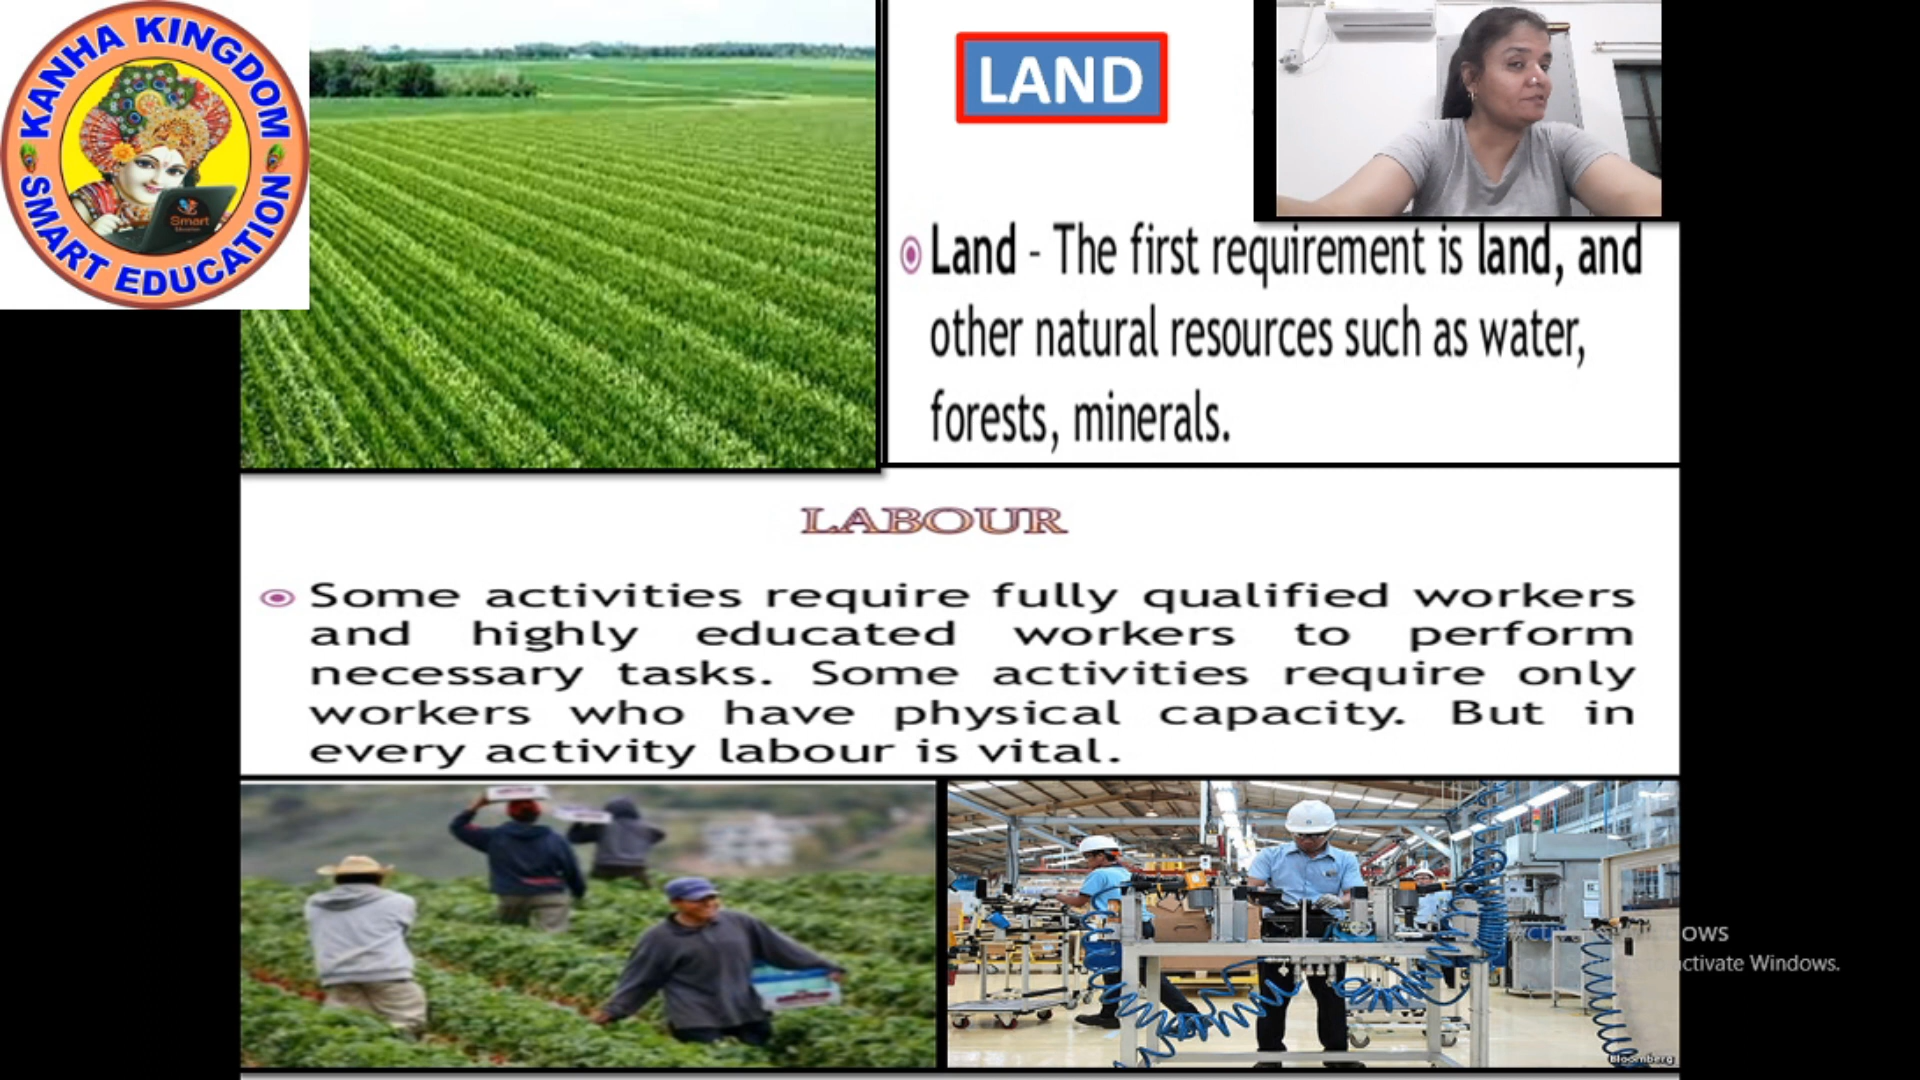 KANHA KINGDOM
SMART EDUCATION
Smart
LAND
Land - The first requirement is land, and
other natural resources such as water,
forests, minerals.
LABOUR
Some activities require fully qualified workers
and highly educated workers to perform
necessary tasks. Some activities require only
workers who have physical capacity. But in
every activity labour is vital.
ows
activate Windows.
Bloomberg